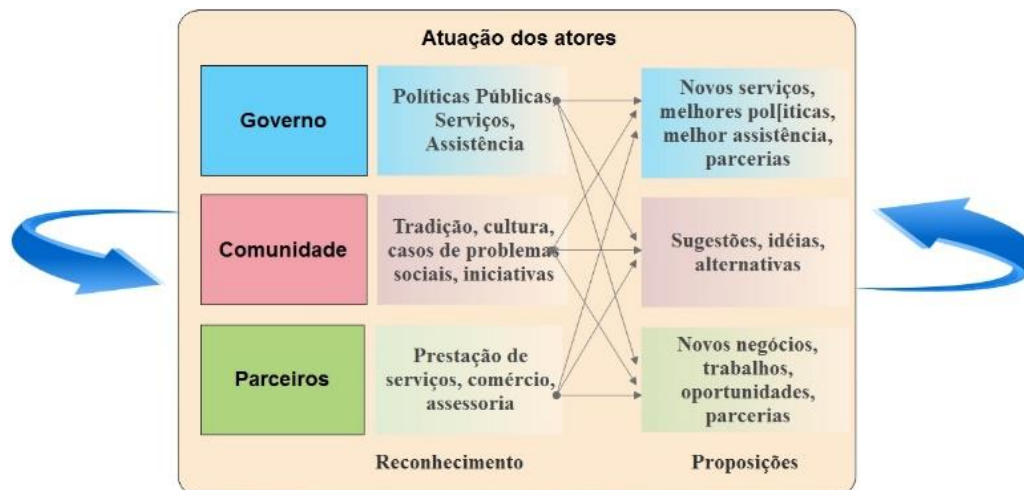 Atuação dos atores
Governo
Políticas Públicas
Serviços,
Assistência
Novos serviços,
melhores pol[iticas,
melhor assistência,
parcerias
Comunidade
Tradição, cultura,
casos de problemas
sociais, iniciativas
Sugestões, idéias,
alternativas
Parceiros
Prestação de
serviços, comércio,
assessoria
Novos negócios,
trabalhos,
oportunidades,
parcerias
Reconhecimento
Proposições